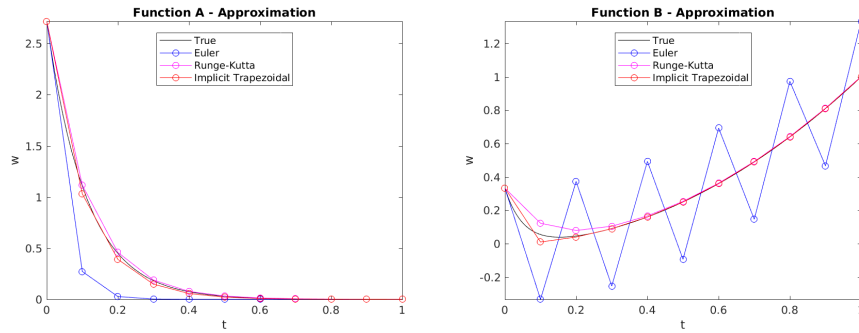 Function A - Approximation
True
Euler
Runge-Kutta
Implicit Trapezoidal
2.5
2
1.5
1
0.5
0
w
0
0.2
0.4
0.6
0.8
1
t
Function B - Approximation
True
Euler
Runge-Kutta
Implicit Trapezoidal
1.2
1
0.8
0.6
0.4
0.2
0
-0.2
w
0
0.2
0.4
0.6
0.8
1
t